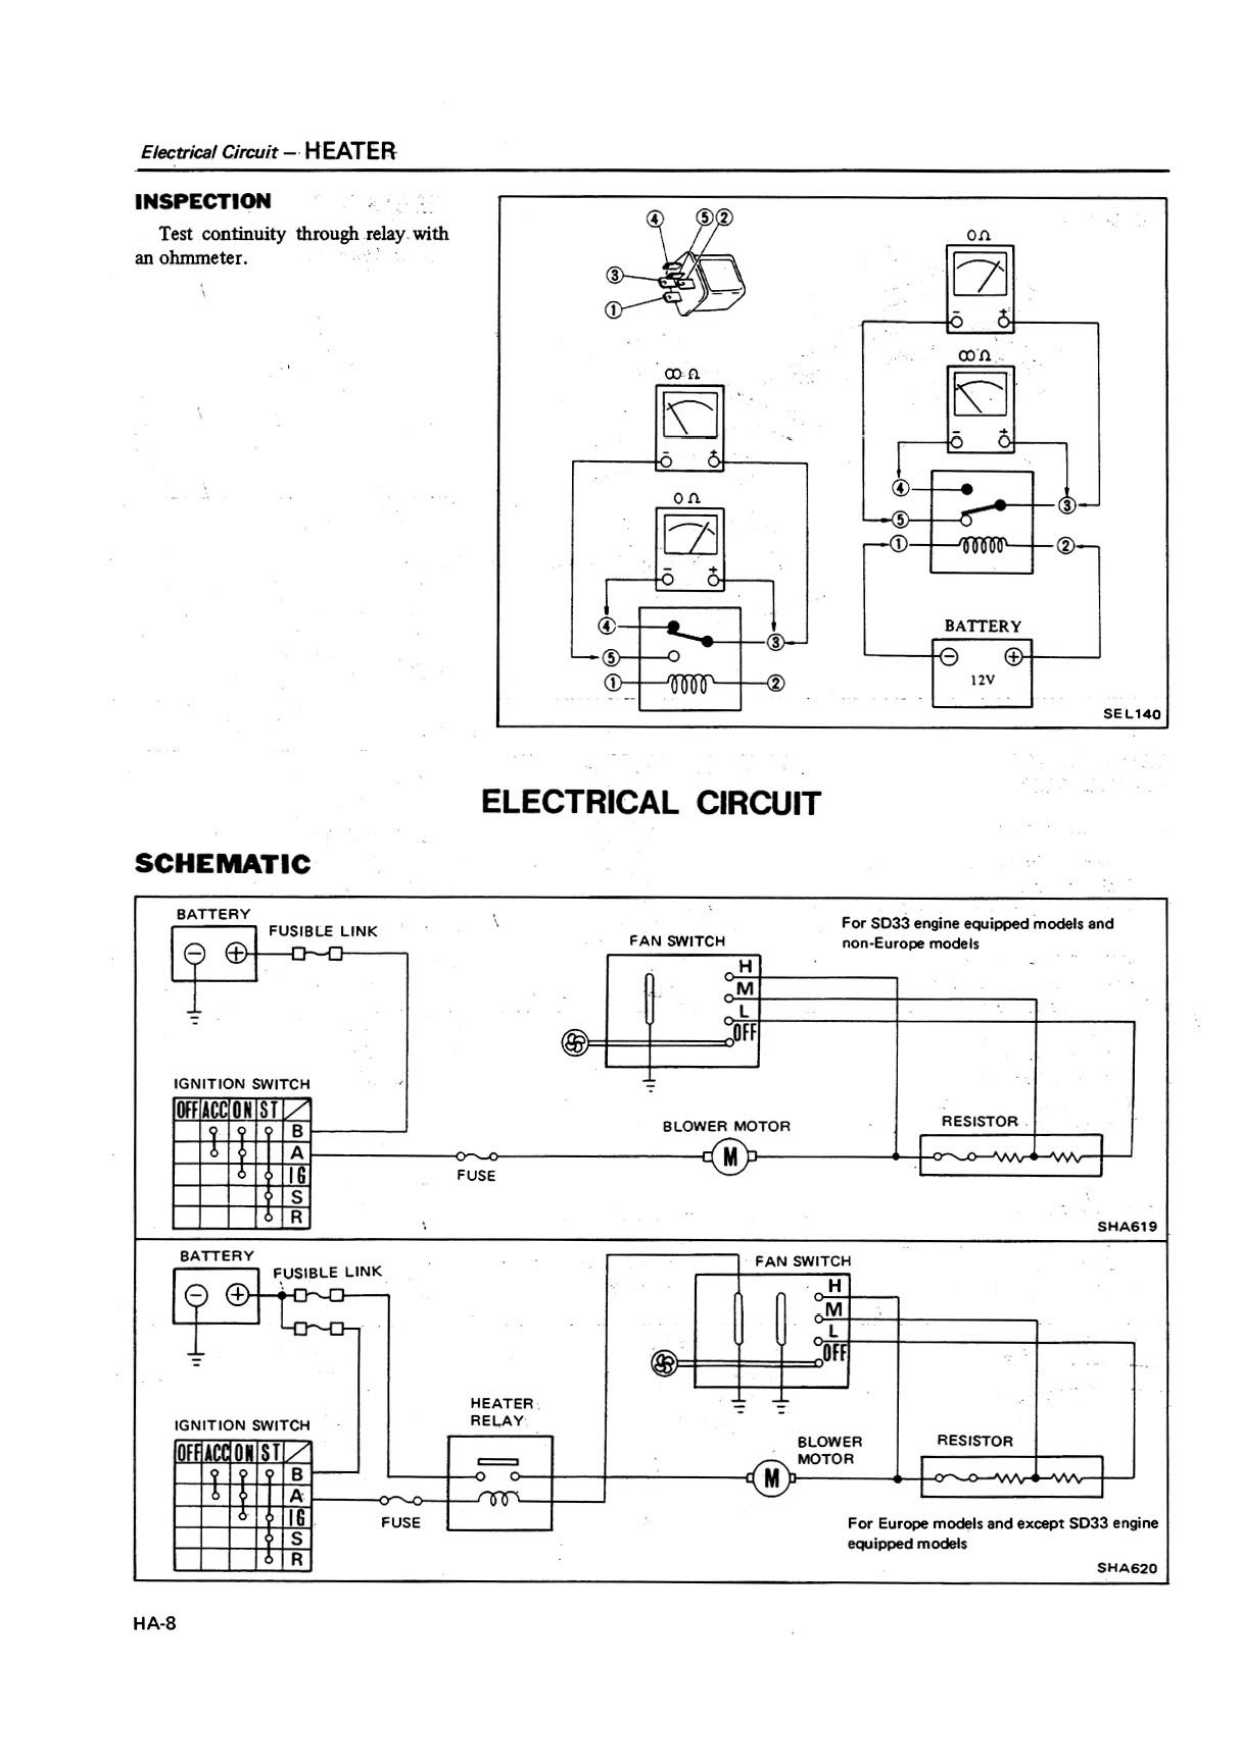 Electrical Circuit — HEATER
INSPECTION
Test continuity through relay with
an ohmmeter.
④ ⑤ ②
③
①
∞ Ω
− +
0 Ω
− +
④
③
⑤
① ②
0 Ω
− +
∞ Ω
− +
④
③
⑤
① ②
BATTERY
− +
12V
SEL140
ELECTRICAL CIRCUIT
SCHEMATIC
BATTERY
FUSIBLE LINK
− +
FAN SWITCH
H
M
L
OFF
For SD33 engine equipped models and
non-Europe models
IGNITION SWITCH
OFF ACC ON ST
B
A
IG
S
R
FUSE
BLOWER MOTOR
M
RESISTOR
SHA619
BATTERY
FUSIBLE LINK
− +
FAN SWITCH
H
M
L
OFF
IGNITION SWITCH
OFF ACC ON ST
B
A
IG
S
R
FUSE
HEATER
RELAY
BLOWER
MOTOR
M
RESISTOR
For Europe models and except SD33 engine
equipped models
SHA620
HA-8